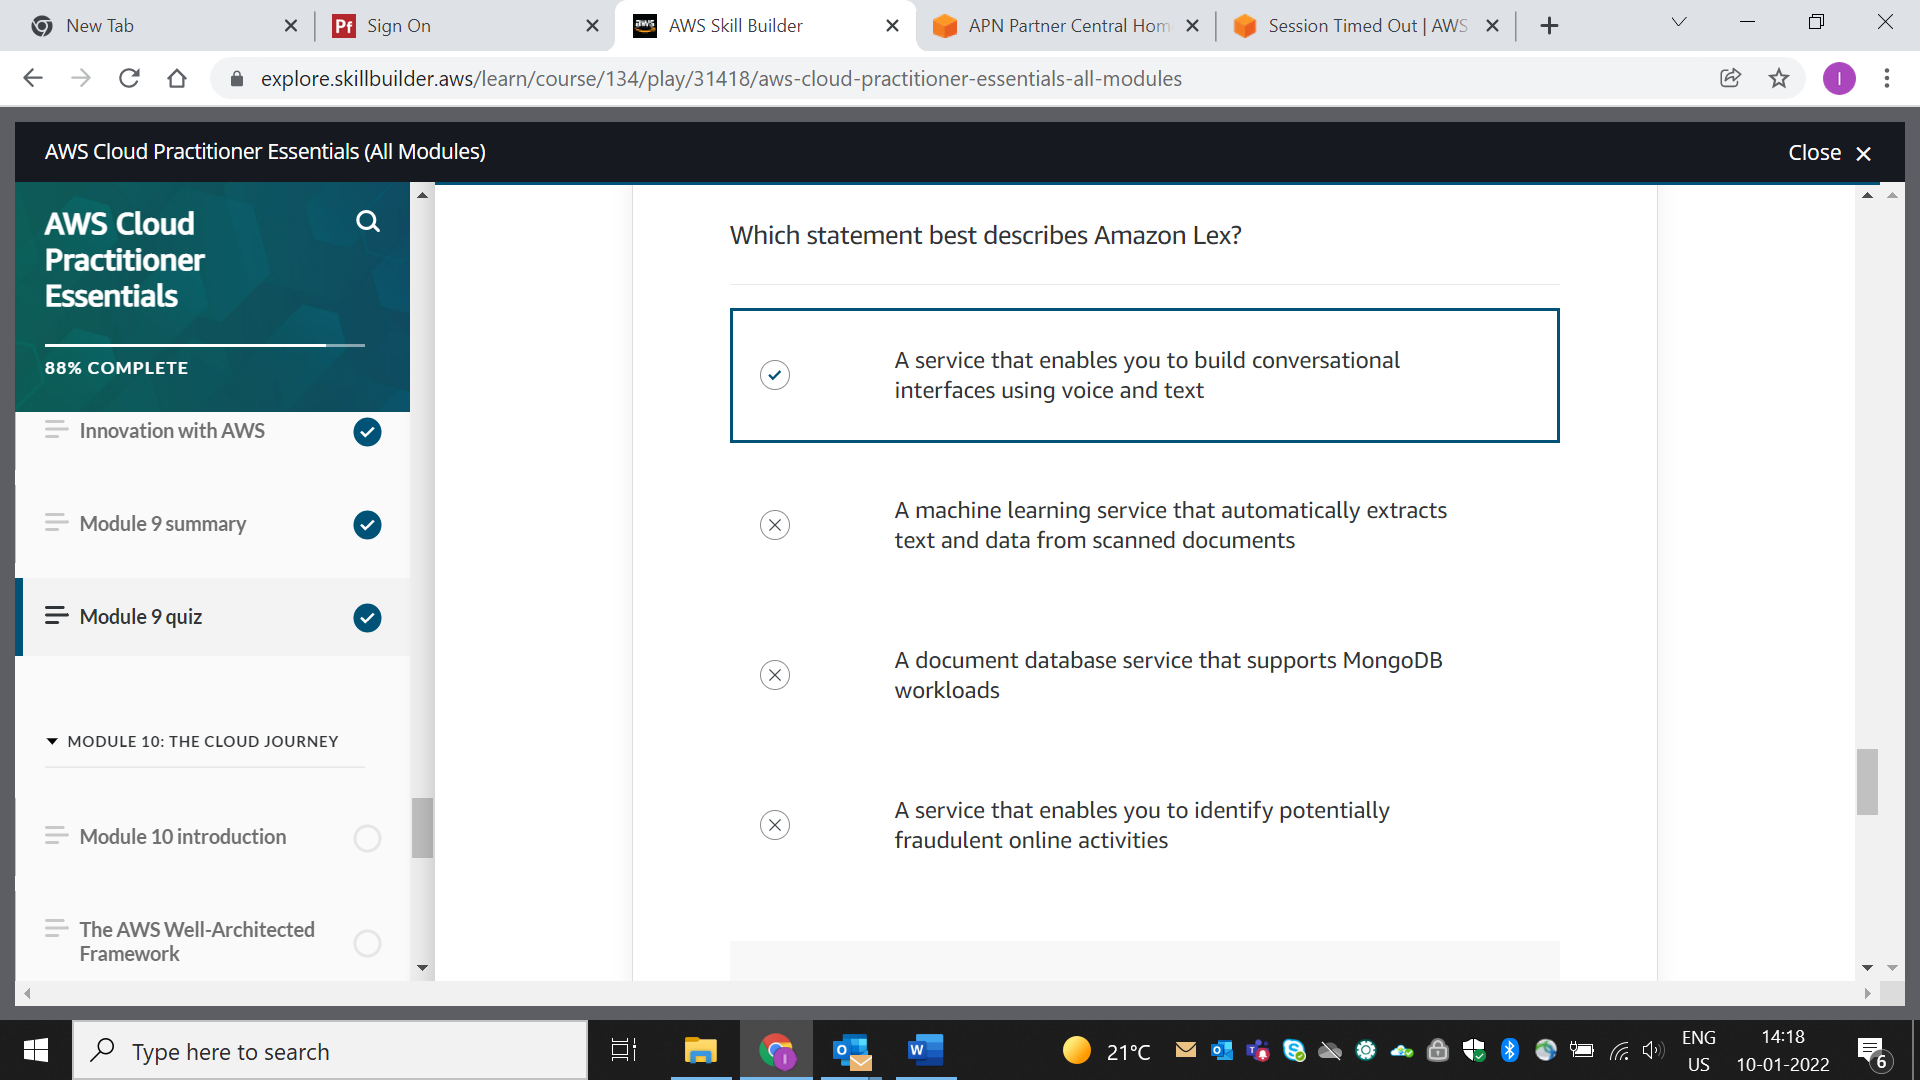 New Tab
Pf Sign On
aws AWS Skill Builder
APN Partner Central Hom
Session Timed Out | AWS
explore.skillbuilder.aws/learn/course/134/play/31418/aws-cloud-practitioner-essentials-all-modules
I
AWS Cloud Practitioner Essentials (All Modules)
Close
AWS Cloud
Practitioner
Essentials
88% COMPLETE
Innovation with AWS
Module 9 summary
Module 9 quiz
MODULE 10: THE CLOUD JOURNEY
Module 10 introduction
The AWS Well-Architected
Framework
Which statement best describes Amazon Lex?
A service that enables you to build conversational
interfaces using voice and text
A machine learning service that automatically extracts
text and data from scanned documents
A document database service that supports MongoDB
workloads
A service that enables you to identify potentially
fraudulent online activities
Type here to search
21°C
ENG
US
14:18
10-01-2022
6